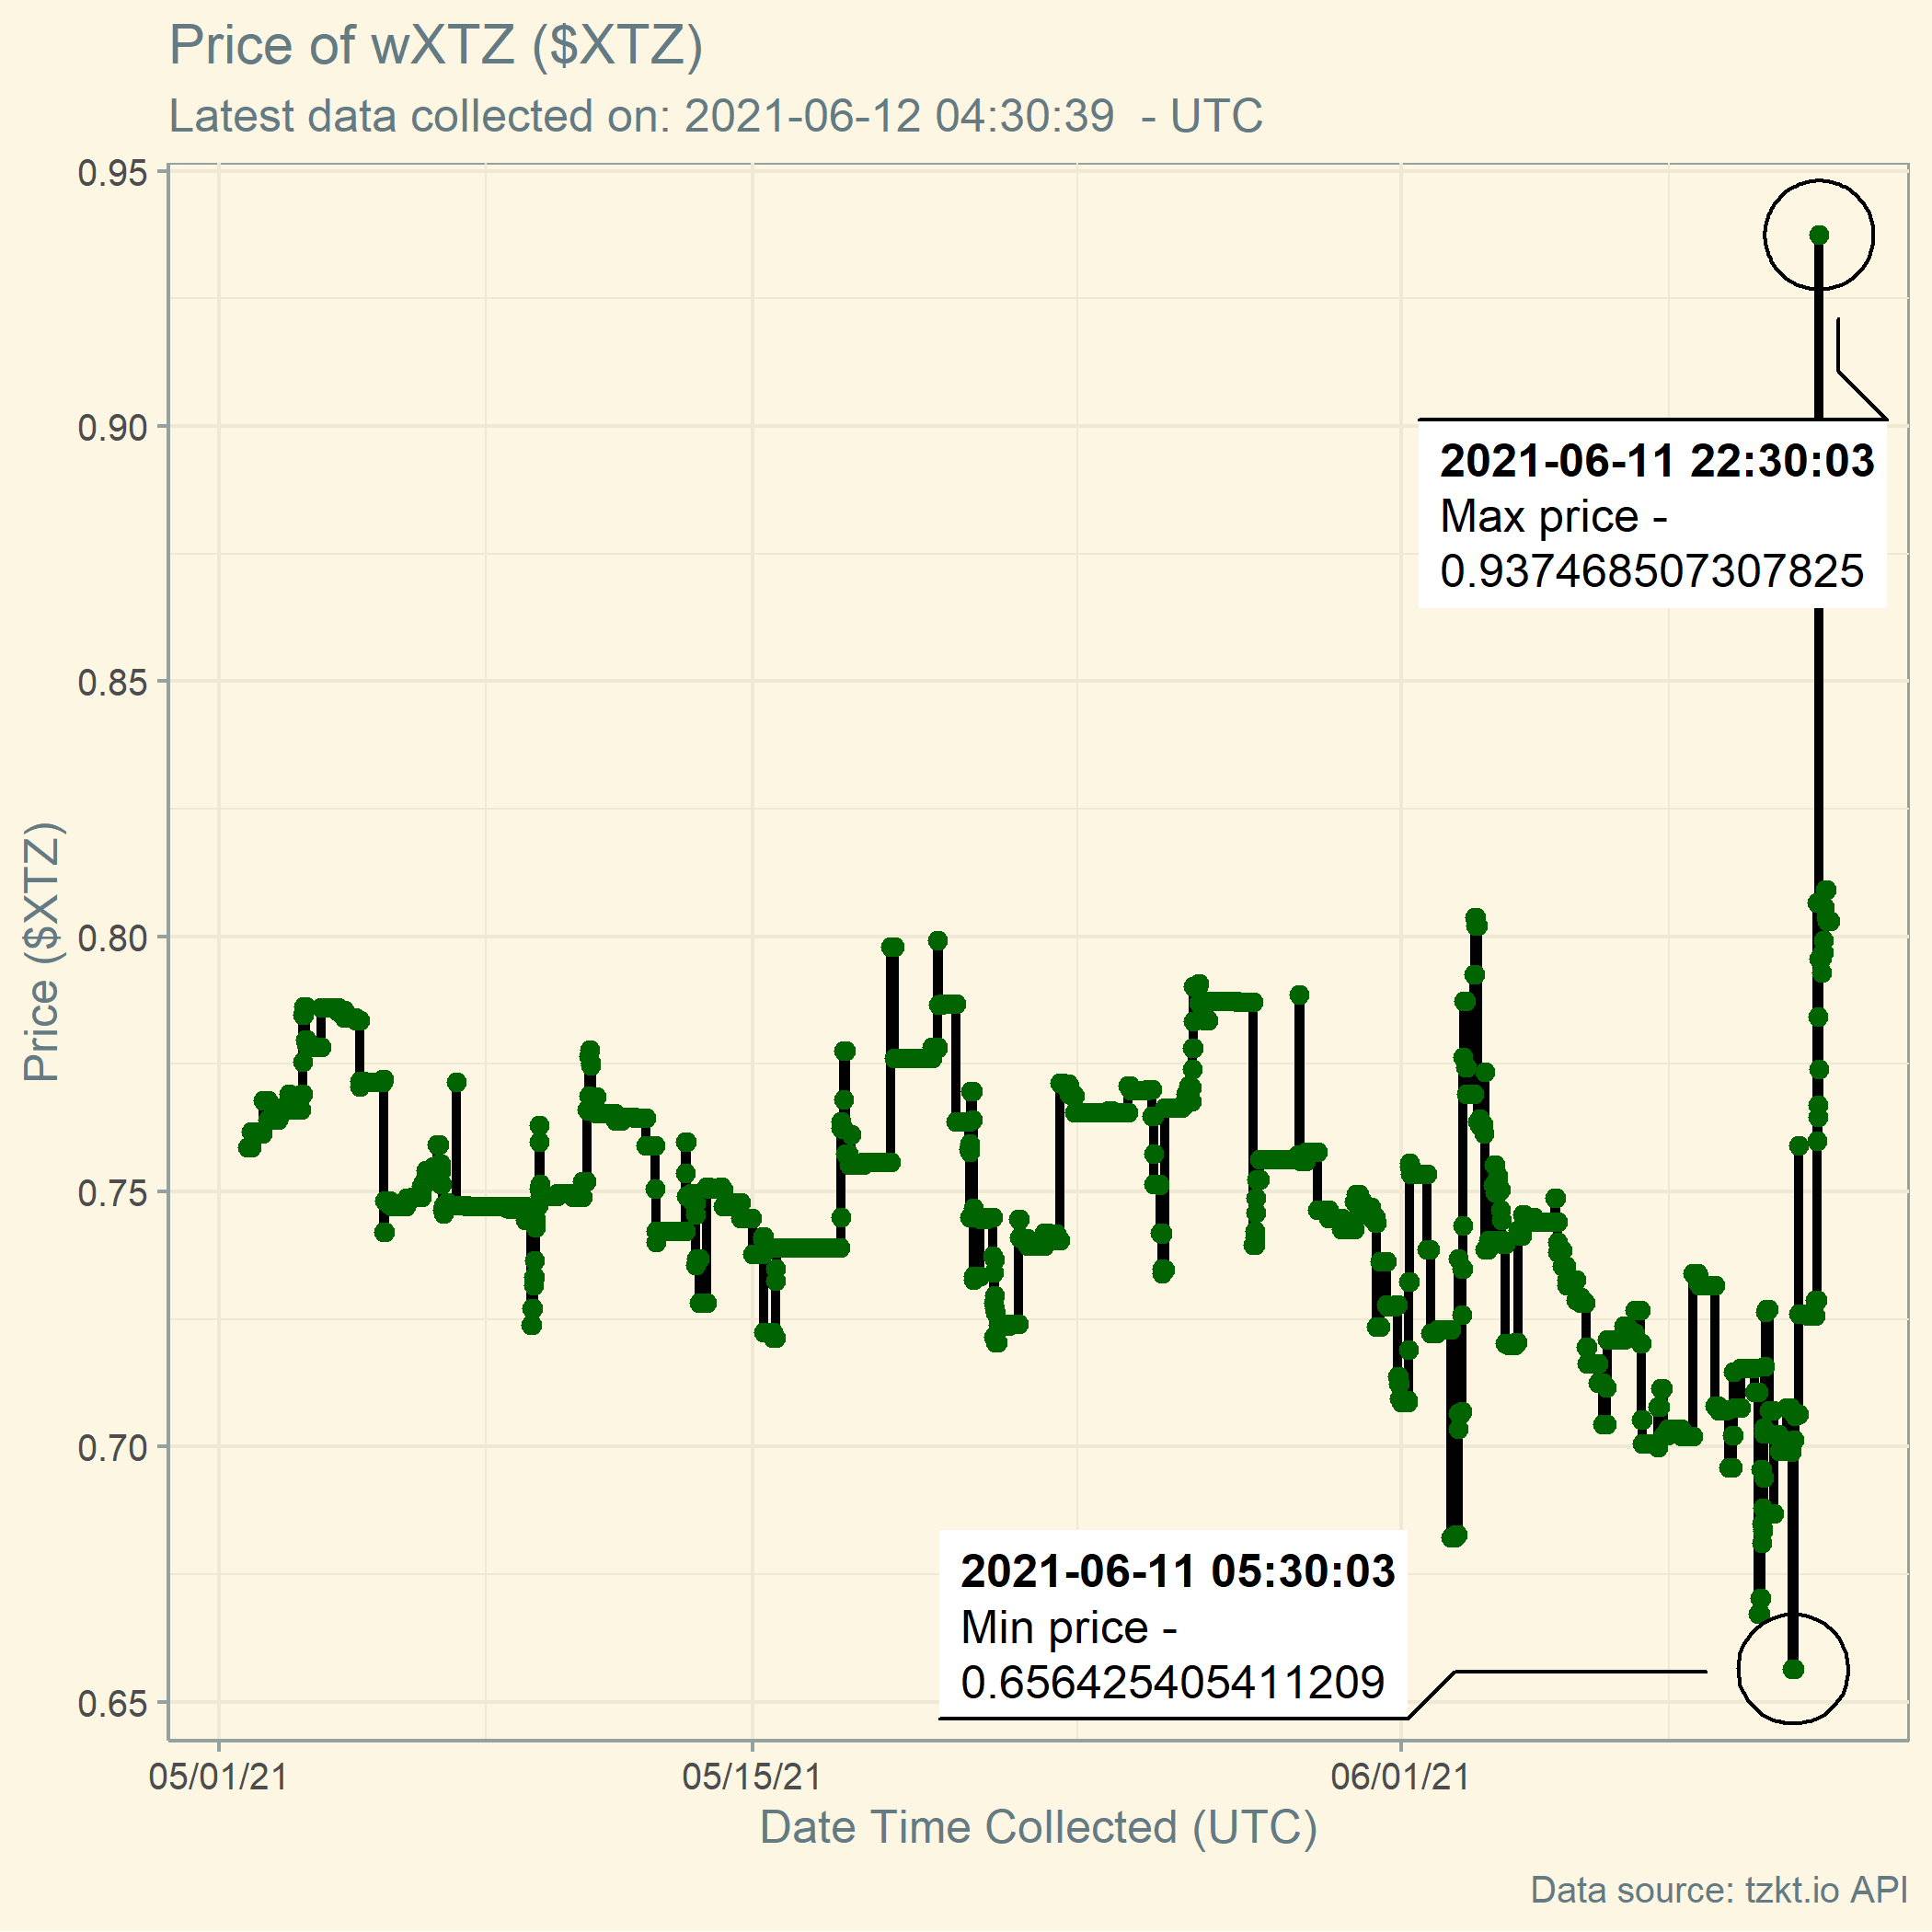 Price of wXTZ ($XTZ)
Latest data collected on: 2021-06-12 04:30:39  - UTC
Price ($XTZ)
0.95
0.90
0.85
0.80
0.75
0.70
0.65
2021-06-11 22:30:03
Max price -
0.937468507307825
2021-06-11 05:30:03
Min price -
0.656425405411209
05/01/21
05/15/21
06/01/21
Date Time Collected (UTC)
Data source: tzkt.io API